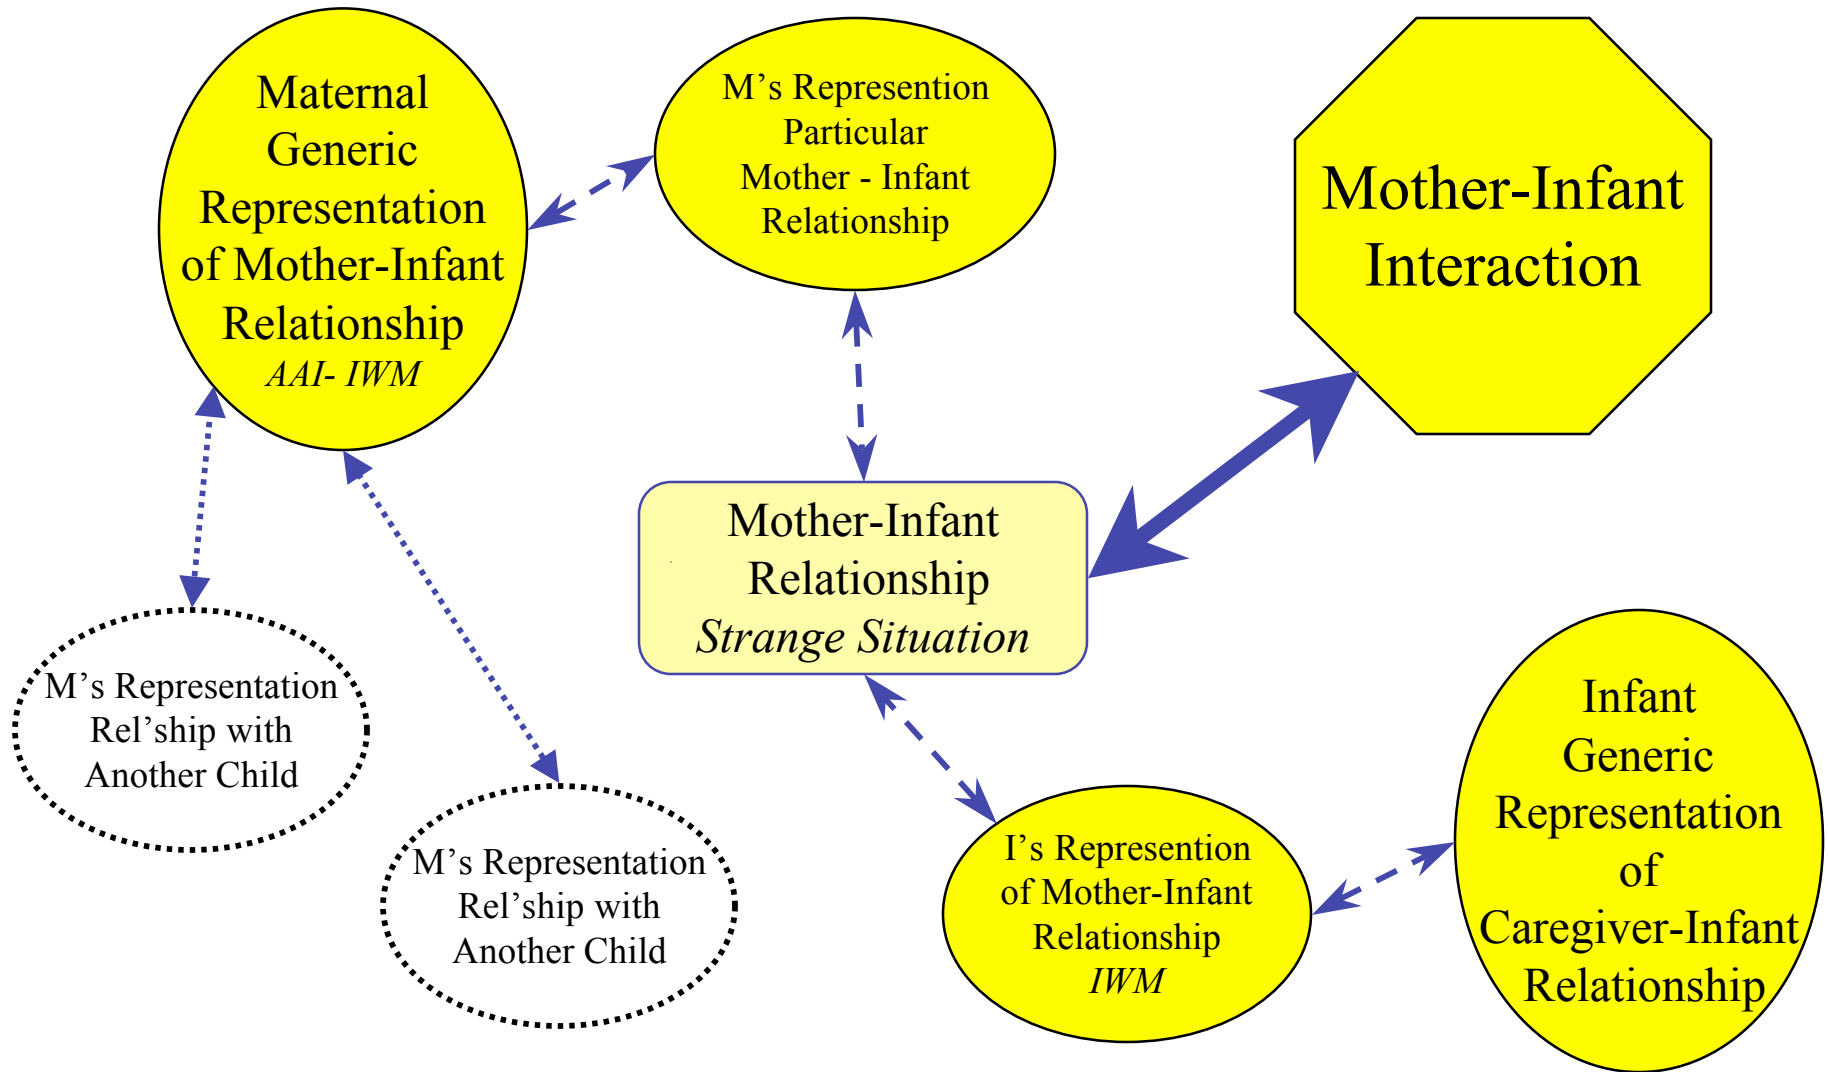 Maternal
Generic
Representation
of Mother-Infant
Relationship
AAI- IWM
M’s Represention
Particular
Mother - Infant
Relationship
Mother-Infant
Interaction
Mother-Infant
Relationship
Strange Situation
M’s Representation
Rel’ship with
Another Child
M’s Representation
Rel’ship with
Another Child
I’s Represention
of Mother-Infant
Relationship
IWM
Infant
Generic
Representation
of
Caregiver-Infant
Relationship